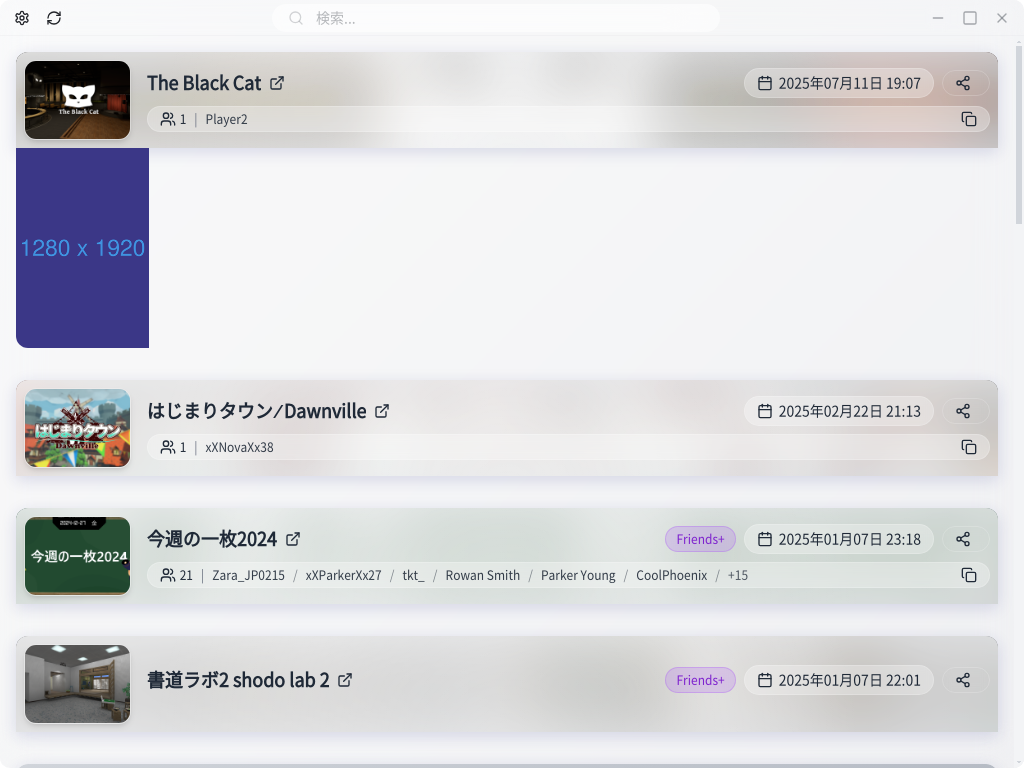 検索...
The Black Cat
2025年07月11日 19:07
The Black Cat
1 | Player2
1280 x 1920
はじまりタウン/Dawnville
2025年02月22日 21:13
はじまりタウン
Dawnville
1 | xXNovaXx38
今週の一枚2024
Friends+
2025年01月07日 23:18
今週の一枚2024
21 | Zara_JP0215 / xXParkerXx27 / tkt_ / Rowan Smith / Parker Young / CoolPhoenix / +15
書道ラボ2 shodo lab 2
Friends+
2025年01月07日 22:01